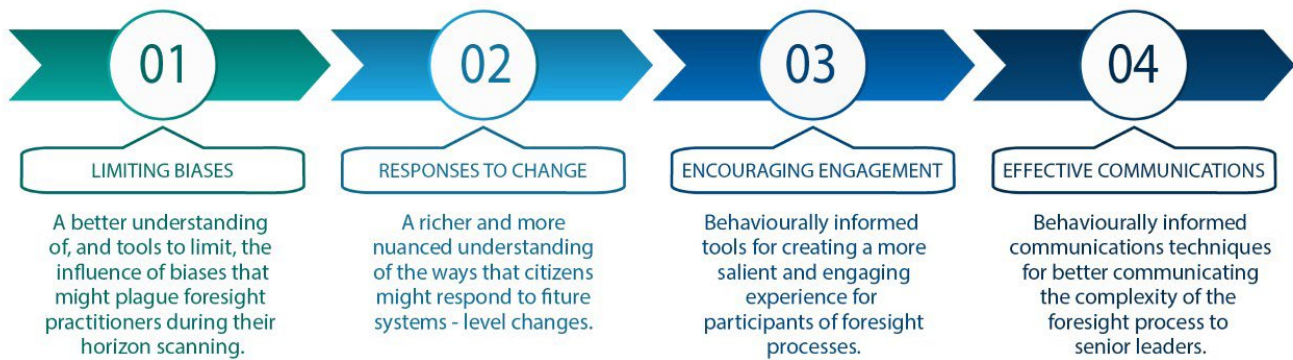 01
LIMITING BIASES
A better understanding
of, and tools to limit, the
influence of biases that
might plague foresight
practitioners during their
horizon scanning.
02
RESPONSES TO CHANGE
A richer and more
nuanced understanding
of the ways that citizens
might respond to fiture
systems - level changes.
03
ENCOURAGING ENGAGEMENT
Behaviourally informed
tools for creating a more
salient and engaging
experience for
participants of foresight
processes.
04
EFFECTIVE COMMUNICATIONS
Behaviourally informed
communications techniques
for better communicating
the complexity of the
foresight process to
senior leaders.